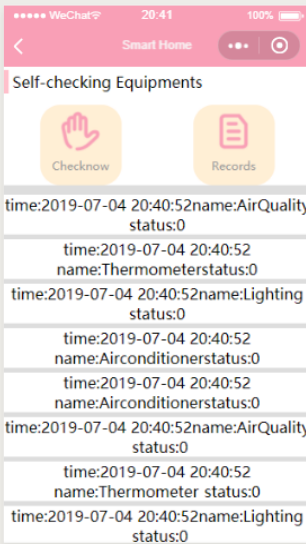 WeChat 20:41 100%
Smart Home
Self-checking Equipments
Checknow Records
time:2019-07-04 20:40:52name:AirQuality
status:0
time:2019-07-04 20:40:52
name:Thermometerstatus:0
time:2019-07-04 20:40:52name:Lighting
status:0
time:2019-07-04 20:40:52
name:Airconditionerstatus:0
time:2019-07-04 20:40:52
name:Airconditionerstatus:0
time:2019-07-04 20:40:52name:AirQuality
status:0
time:2019-07-04 20:40:52
name:Thermometer status:0
time:2019-07-04 20:40:52name:Lighting
status:0